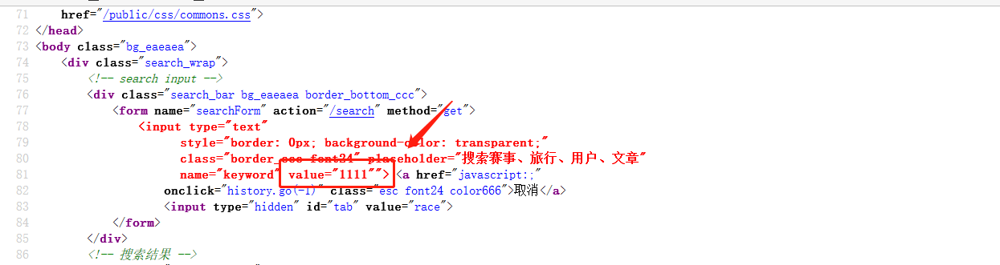 71 href="/public/css/commons.css">
72 </head>
73 <body class="bg_eaeaea">
74 <div class="search_wrap">
75 <!-- search input -->
76 <div class="search_bar bg_eaeaea border_bottom_ccc">
77 <form name="searchForm" action="/search" method="get">
78 <input type="text"
79 style="border: 0px; background-color: transparent;"
80 class="border_ccc font24" placeholder="搜索赛事、旅行、用户、文章"
81 name="keyword" value="1111""> <a href="javascript:;"
82 onclick="history.go(-1)" class="esc font24 color666">取消</a>
83 <input type="hidden" id="tab" value="race">
84 </form>
85 </div>
86 <!-- 搜索结果 -->